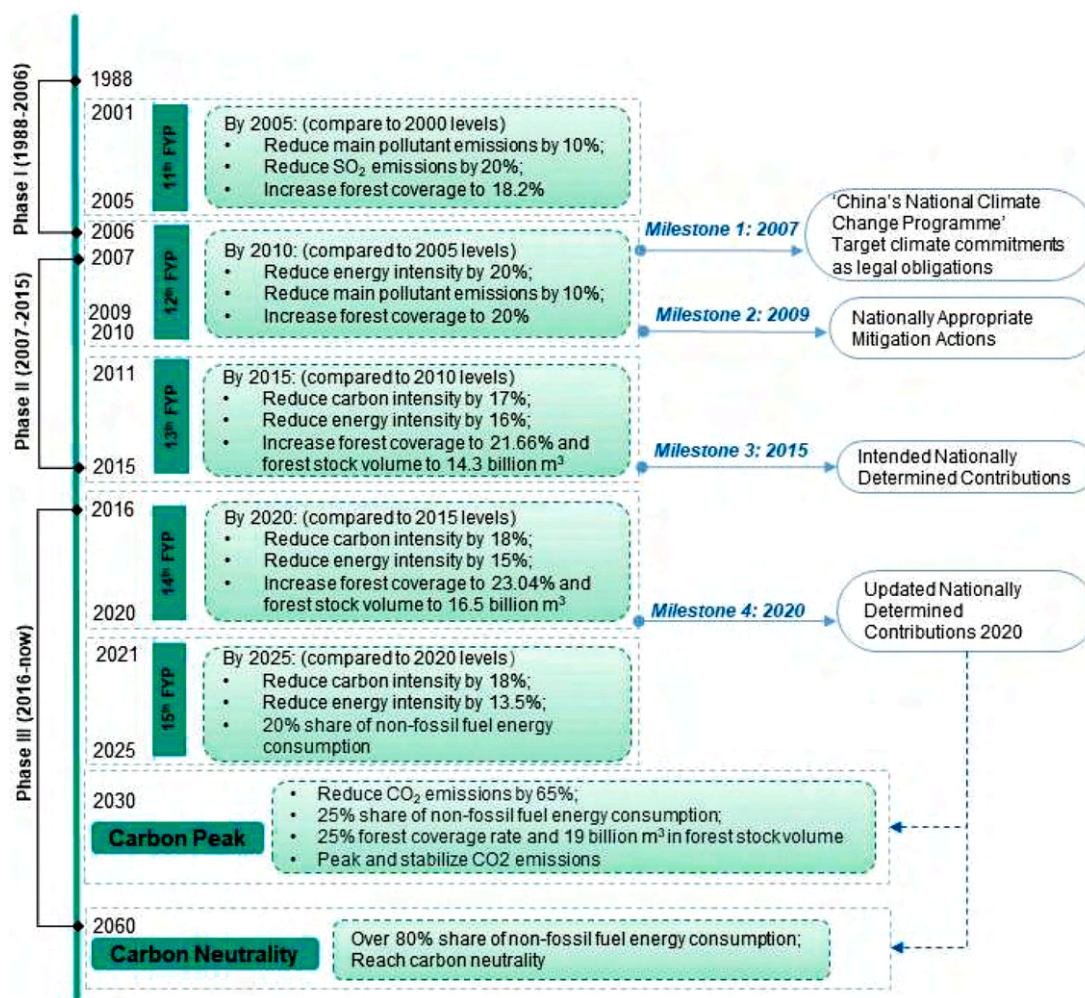 Phase I (1988-2006)
Phase II (2007-2015)
Phase III (2016-now)
1988
2001
2005
11th FYP
By 2005: (compare to 2000 levels)
• Reduce main pollutant emissions by 10%;
• Reduce SO₂ emissions by 20%;
• Increase forest coverage to 18.2%
2006
2007
2009
2010
12th FYP
By 2010: (compared to 2005 levels)
• Reduce energy intensity by 20%;
• Reduce main pollutant emissions by 10%;
• Increase forest coverage to 20%
Milestone 1: 2007
'China's National Climate
Change Programme'
Target climate commitments
as legal obligations
Milestone 2: 2009
Nationally Appropriate
Mitigation Actions
2011
2015
13th FYP
By 2015: (compared to 2010 levels)
• Reduce carbon intensity by 17%;
• Reduce energy intensity by 16%;
• Increase forest coverage to 21.66% and
forest stock volume to 14.3 billion m³
Milestone 3: 2015
Intended Nationally
Determined Contributions
2016
2020
14th FYP
By 2020: (compared to 2015 levels)
• Reduce carbon intensity by 18%;
• Reduce energy intensity by 15%;
• Increase forest coverage to 23.04% and
forest stock volume to 16.5 billion m³
Milestone 4: 2020
Updated Nationally
Determined
Contributions 2020
2021
2025
15th FYP
By 2025: (compared to 2020 levels)
• Reduce carbon intensity by 18%;
• Reduce energy intensity by 13.5%;
• 20% share of non-fossil fuel energy
consumption
2030
Carbon Peak
• Reduce CO₂ emissions by 65%;
• 25% share of non-fossil fuel energy consumption;
• 25% forest coverage rate and 19 billion m³ in forest stock volume
• Peak and stabilize CO2 emissions
2060
Carbon Neutrality
Over 80% share of non-fossil fuel energy consumption;
Reach carbon neutrality